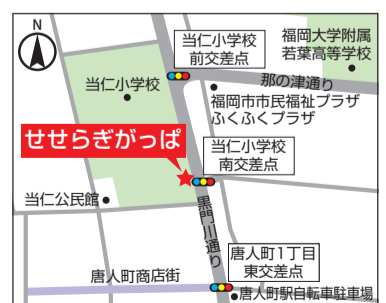 N
当仁小学校
前交差点
福岡大学附属
若葉高等学校
当仁小学校
那の津通り
福岡市市民福祉プラザ
ふくふくプラザ
せせらぎがっぱ
当仁小学校
南交差点
当仁公民館
黒門川通り
唐人町1丁目
東交差点
唐人町商店街
唐人町駅自転車駐車場